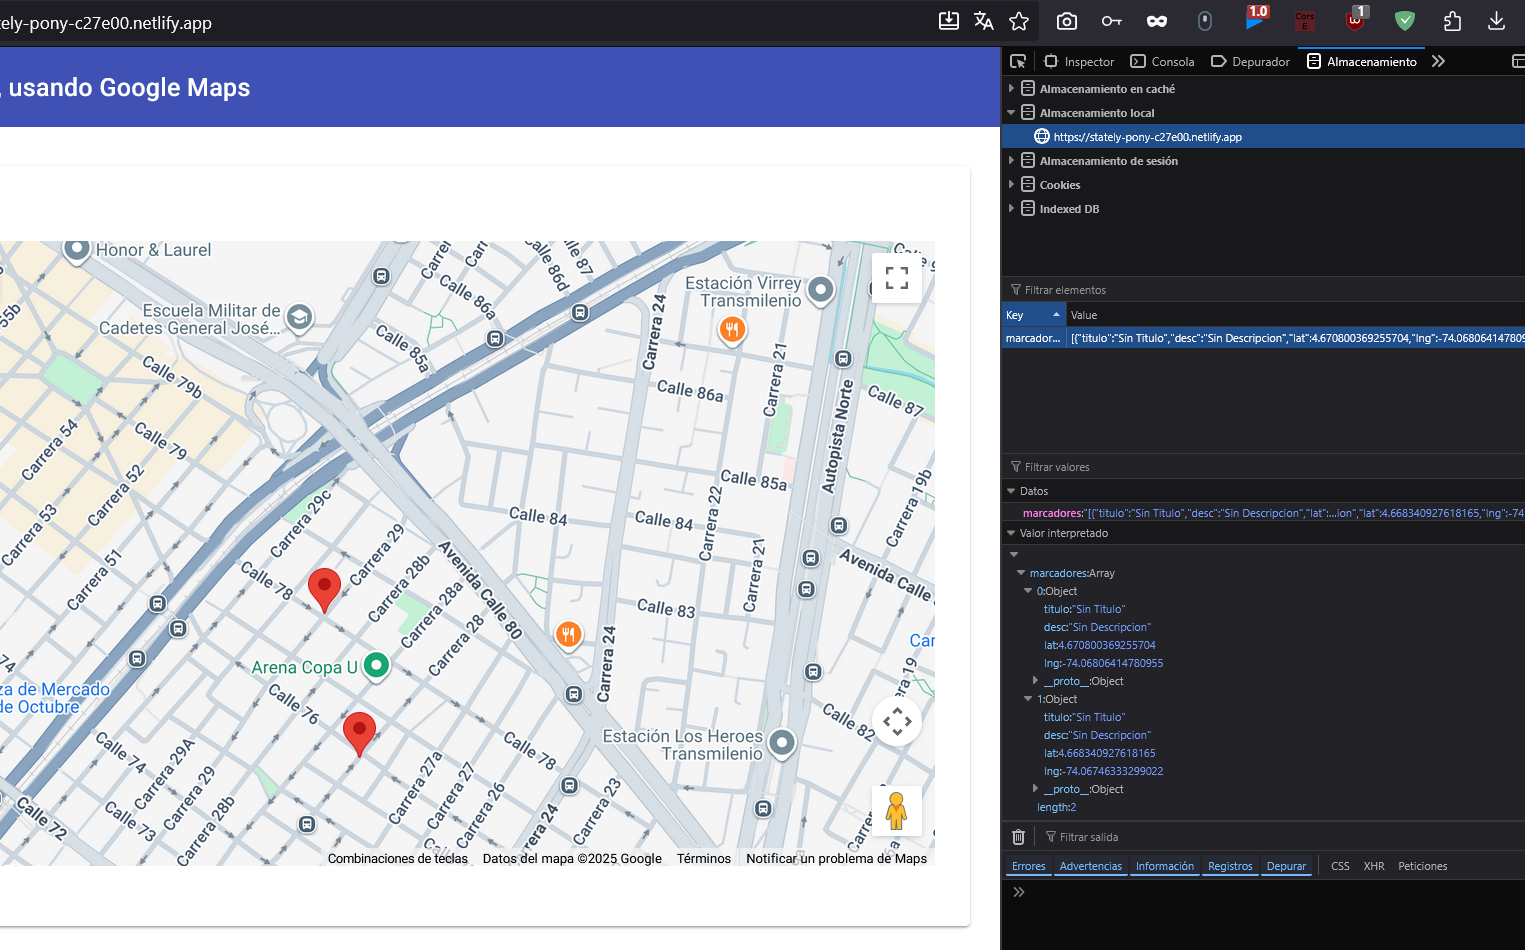 tely-pony-c27e00.netlify.app
1.0
Cors
E
1
, usando Google Maps
Honor & Laurel
Escuela Militar de
Cadetes General José...
Estación Virrey
Transmilenio
Calle 79b
Calle 79
Carrera 54
Carrera 52
Carrera 53
Carrera 51
Carrera 29c
Carrera 29
Calle 78
Carrera 28b
Carrera 28a
Carrera 28
Calle 85a
Calle 86a
Calle 86d
Calle 87
Carrera 24
Calle 86a
Carrera 21
Calle 87
Autopista Norte
Calle 85a
Carrera 22
Carrera 19b
Calle 84
Calle 84
Carrera 21
Avenida Calle
Avenida Calle 80
Calle 83
Carrera 24
Arena Copa U
za de Mercado
de Octubre
Calle 76
Calle 74
Carrera 29A
Carrera 29
Carrera 28b
Calle 73
Calle 72
Calle 78
Carrera 27a
Carrera 27
Carrera 26
Carrera 24
Carrera 23
Estación Los Heroes
Transmilenio
Calle 82
Carrera 19
Car
Combinaciones de teclas
Datos del mapa ©2025 Google
Términos
Notificar un problema de Maps
Inspector
Consola
Depurador
Almacenamiento
Almacenamiento en caché
Almacenamiento local
https://stately-pony-c27e00.netlify.app
Almacenamiento de sesión
Cookies
Indexed DB
Filtrar elementos
Key
Value
marcador...
[{"titulo":"Sin Titulo","desc":"Sin Descripcion","lat":4.670800369255704,"lng":-74.0680641478095
Filtrar valores
Datos
marcadores:"[{"titulo":"Sin Titulo","desc":"Sin Descripcion","lat":...ion","lat":4.668340927618165,"lng":-74
Valor interpretado
marcadores:Array
0:Object
titulo:"Sin Titulo"
desc:"Sin Descripcion"
lat:4.670800369255704
lng:-74.06806414780955
__proto__:Object
1:Object
titulo:"Sin Titulo"
desc:"Sin Descripcion"
lat:4.668340927618165
lng:-74.06746333299022
__proto__:Object
length:2
Filtrar salida
Errores
Advertencias
Información
Registros
Depurar
CSS
XHR
Peticiones